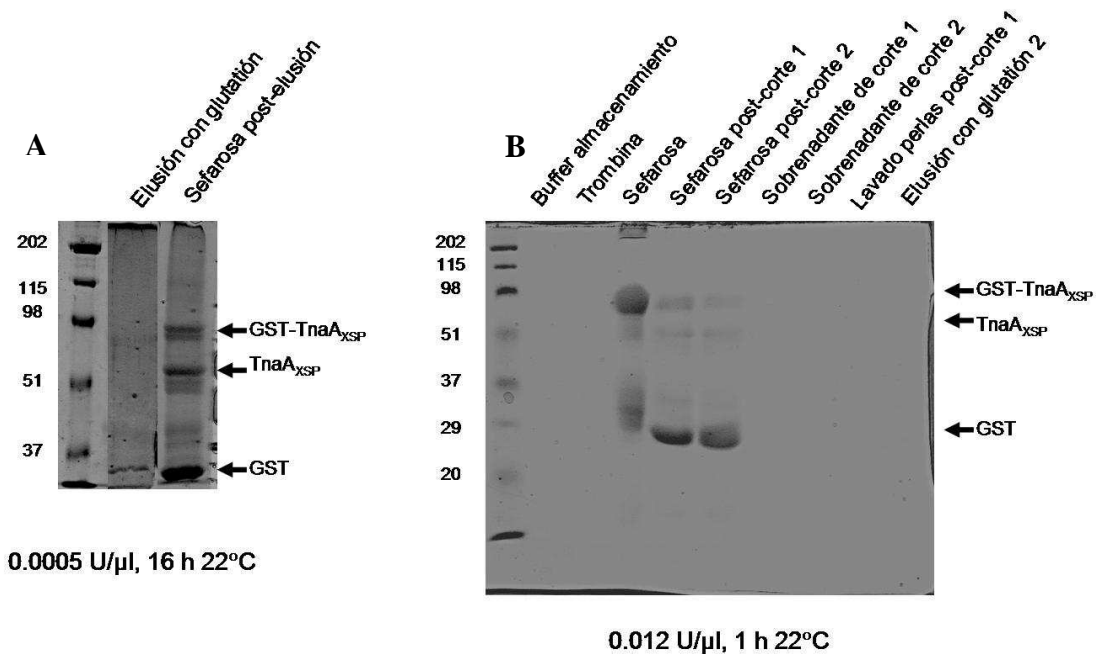 A
Elusión con glutatión
Sefarosa post-elusión
202
115
98
51
37
GST-TnaAXSP
TnaAXSP
GST
0.0005 U/µl, 16 h 22ºC
B
Buffer almacenamiento
Trombina
Sefarosa
Sefarosa post-corte 1
Sefarosa post-corte 2
Sobrenadante de corte 1
Sobrenadante de corte 2
Lavado perlas post-corte 1
Elusión con glutatión 2
202
115
98
51
37
29
20
GST-TnaAXSP
TnaAXSP
GST
0.012 U/µl, 1 h 22ºC